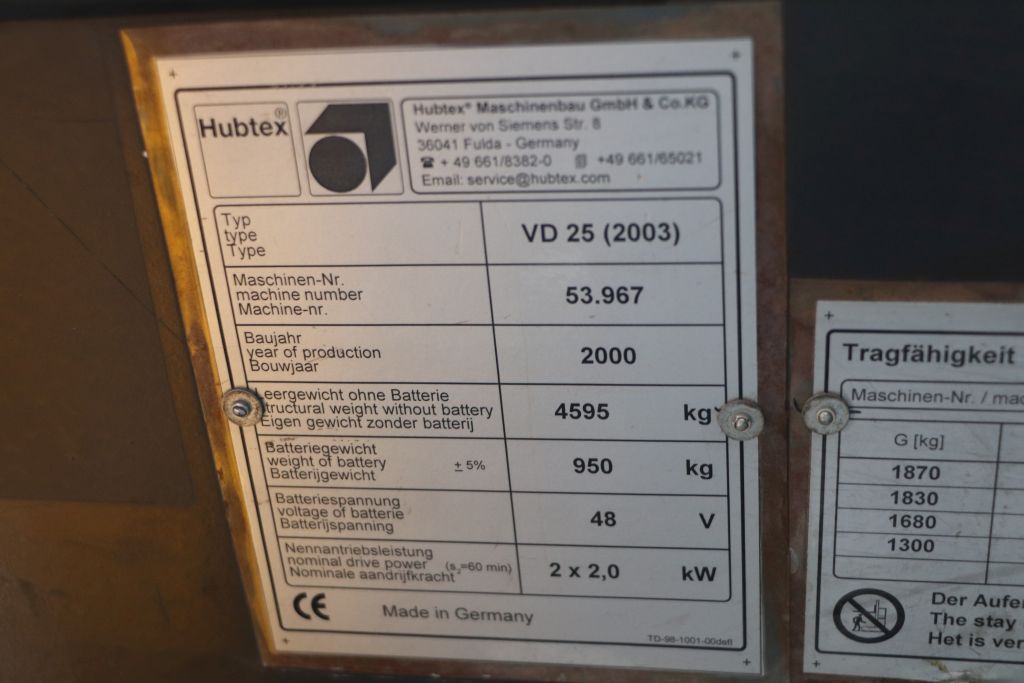 Hubtex®
Hubtex® Maschinenbau GmbH & Co.KG
Werner von Siemens Str. 8
36041 Fulda - Germany
☎ + 49 661/8382-0 +49 661/65021
Email: service@hubtex.com
Typ
type
Type
VD 25 (2003)
Maschinen-Nr.
machine number
Machine-nr.
53.967
Baujahr
year of production
Bouwjaar
2000
Leergewicht ohne Batterie
structural weight without battery
Eigen gewicht zonder batterij
4595 kg
Batteriegewicht
weight of battery ± 5%
Batterijgewicht
950 kg
Batteriespannung
voltage of batterie
Batterijspanning
48 V
Nennantriebsleistung
nominal drive power (s₂=60 min)
Nominale aandrijfkracht
2 x 2,0 kW
CE Made in Germany
TD-98-1001-00defl
Tragfähigkeit
Maschinen-Nr. /
G [kg]
1870
1830
1680
1300
Der
The stay
Het is